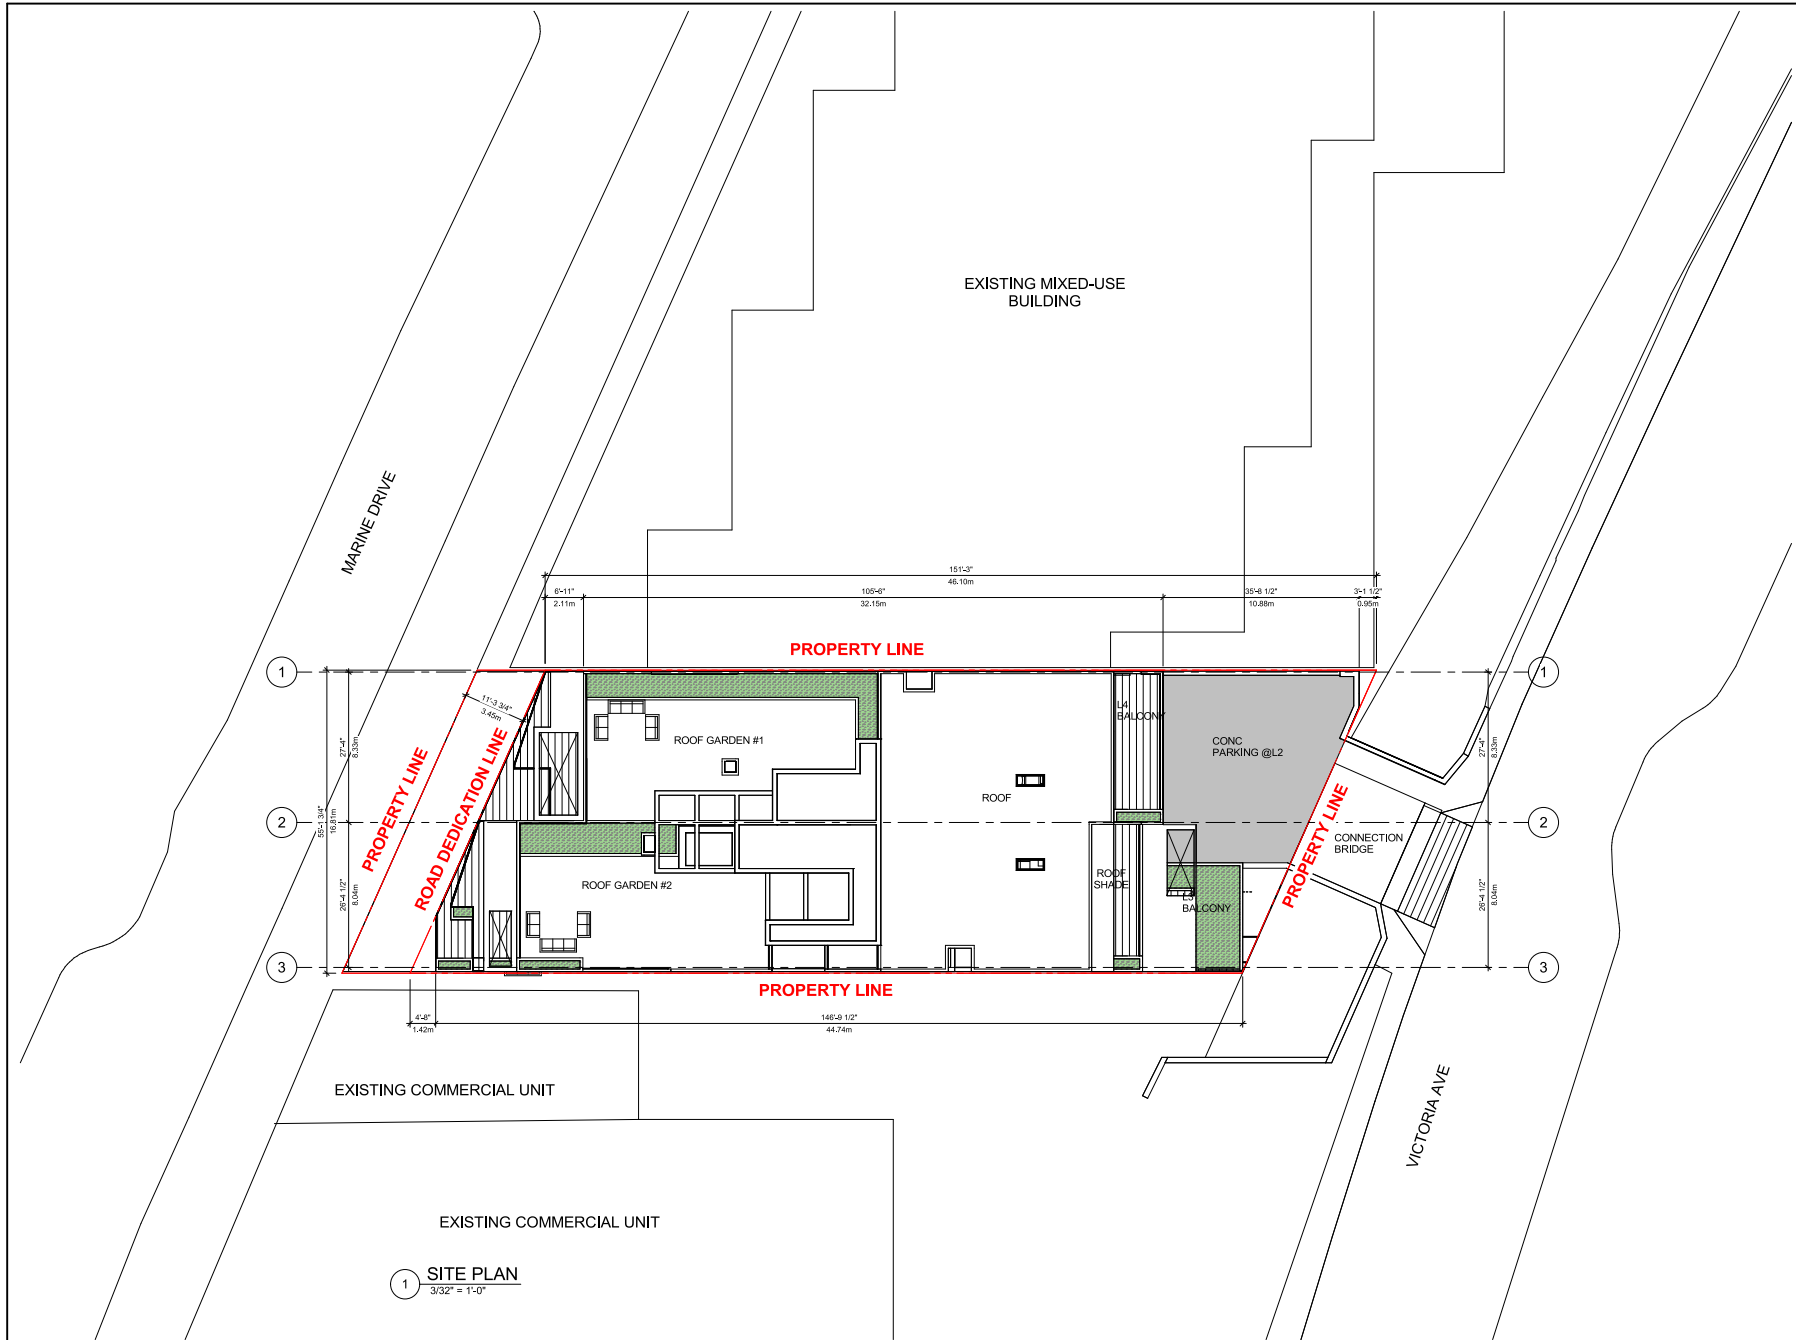 EXISTING MIXED-USE
BUILDING
MARINE DRIVE
151'-3"
46.10m
6'-11"
2.11m
105'-6"
32.15m
35'-8 1/2"
10.88m
3'-1 1/2"
0.95m
PROPERTY LINE
1
1
11'-3 3/4"
3.45m
27'-4"
8.33m
27'-4"
8.33m
L4
BALCONY
ROOF GARDEN #1
CONC
PARKING @L2
ROOF
PROPERTY LINE
ROAD DEDICATION LINE
55'-1 3/4"
16.81m
2
2
PROPERTY LINE
CONNECTION
BRIDGE
ROOF GARDEN #2
ROOF
SHADE
L3
BALCONY
26'-4 1/2"
8.04m
26'-4 1/2"
8.04m
3
3
PROPERTY LINE
4'-8"
1.42m
146'-9 1/2"
44.74m
EXISTING COMMERCIAL UNIT
VICTORIA AVE
EXISTING COMMERCIAL UNIT
1
SITE PLAN
3/32" = 1'-0"